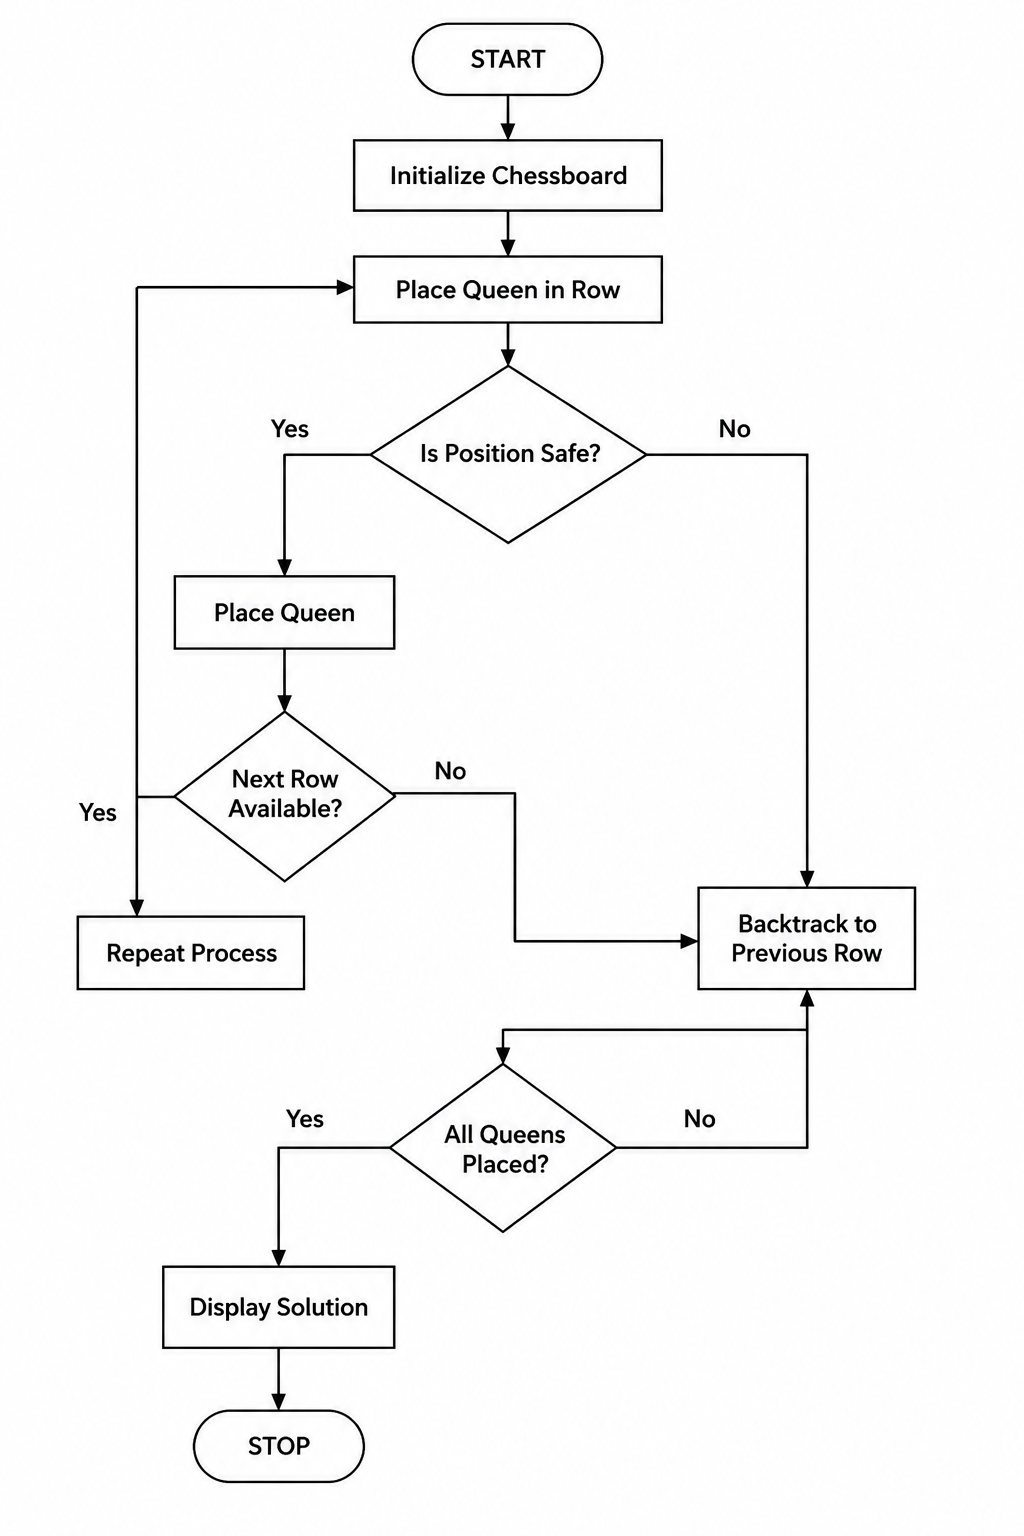 START
Initialize Chessboard
Place Queen in Row
Yes
No
Is Position Safe?
Place Queen
Next Row
Available?
No
Yes
Repeat Process
Backtrack to
Previous Row
Yes
No
All Queens
Placed?
Display Solution
STOP